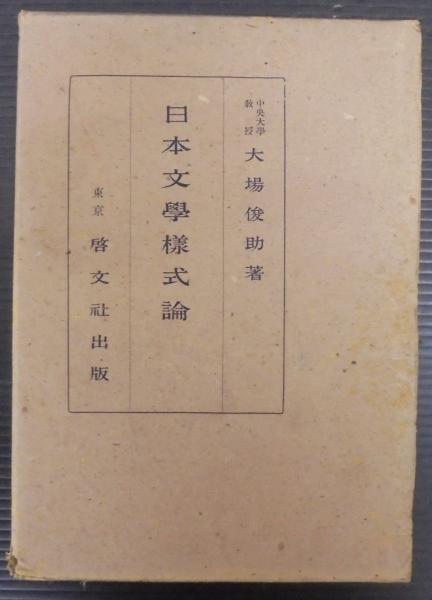 中央大學
教授
大場俊助著
日本文學樣式論
東京
啓文社出版